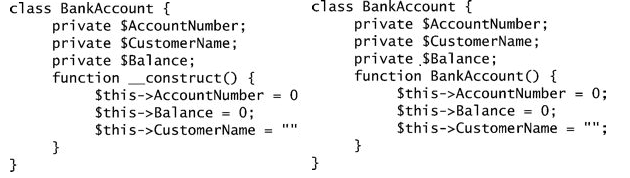 class BankAccount {
private $AccountNumber;
private $CustomerName;
private $Balance;
function __construct() {
$this->AccountNumber = 0
$this->Balance = 0;
$this->CustomerName = ""
}
}
class BankAccount {
private $AccountNumber;
private $CustomerName;
private $Balance;
function BankAccount() {
$this->AccountNumber = 0;
$this->Balance = 0;
$this->CustomerName = "";
}
}